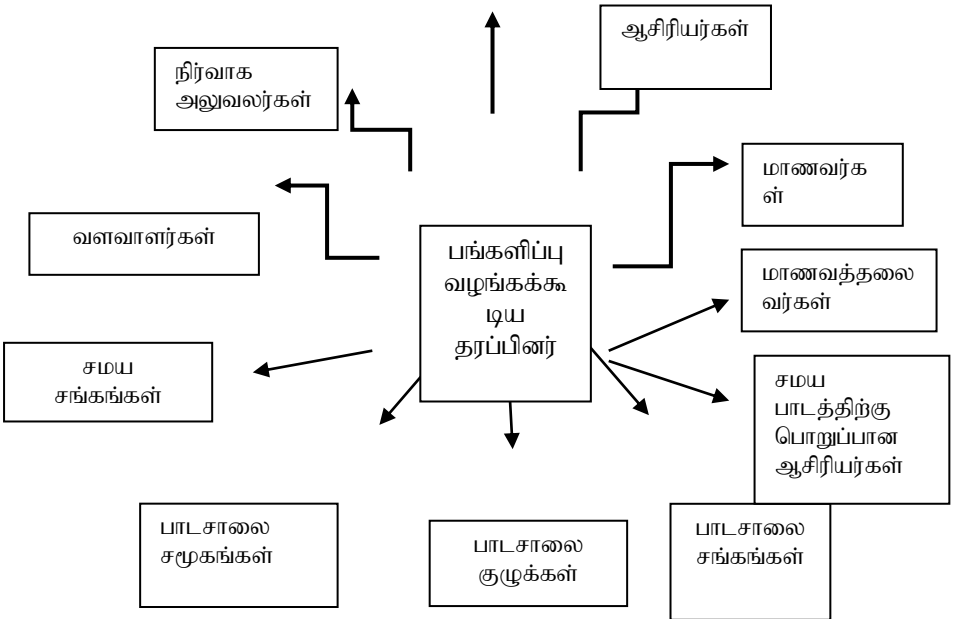 ஆசிரியர்கள்
நிர்வாக
அலுவலர்கள்
மாணவர்க
ள்
வளவாளர்கள்
பங்களிப்பு
வழங்கக்கூ
டிய
தரப்பினர்
மாணவத்தலை
வர்கள்
சமய
சங்கங்கள்
சமய
பாடத்திற்கு
பொறுப்பான
ஆசிரியர்கள்
பாடசாலை
சமூகங்கள்
பாடசாலை
குழுக்கள்
பாடசாலை
சங்கங்கள்